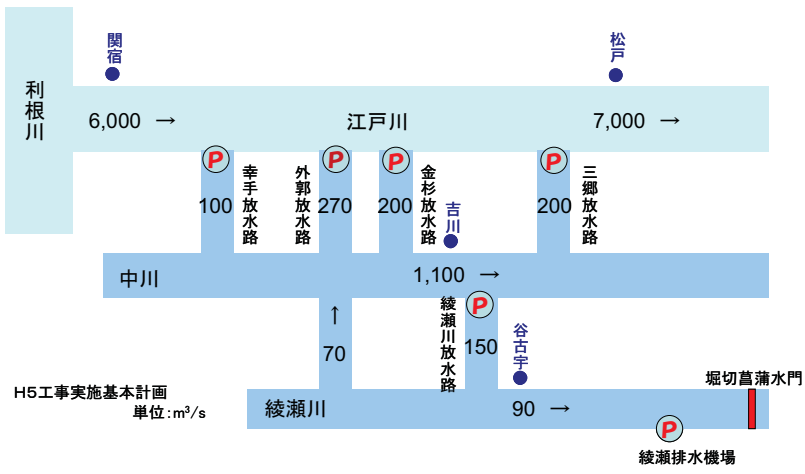 関宿
松戸
利根川
6,000 →
江戸川
7,000 →
P
P
P
P
100
幸手放水路
外郭放水路
270
200
金杉放水路
吉川
200
三郷放水路
中川
1,100 →
P
↑
70
綾瀬川放水路
150
谷古宇
H5工事実施基本計画
単位:m³/s
綾瀬川
90 →
堀切菖蒲水門
P
綾瀬排水機場